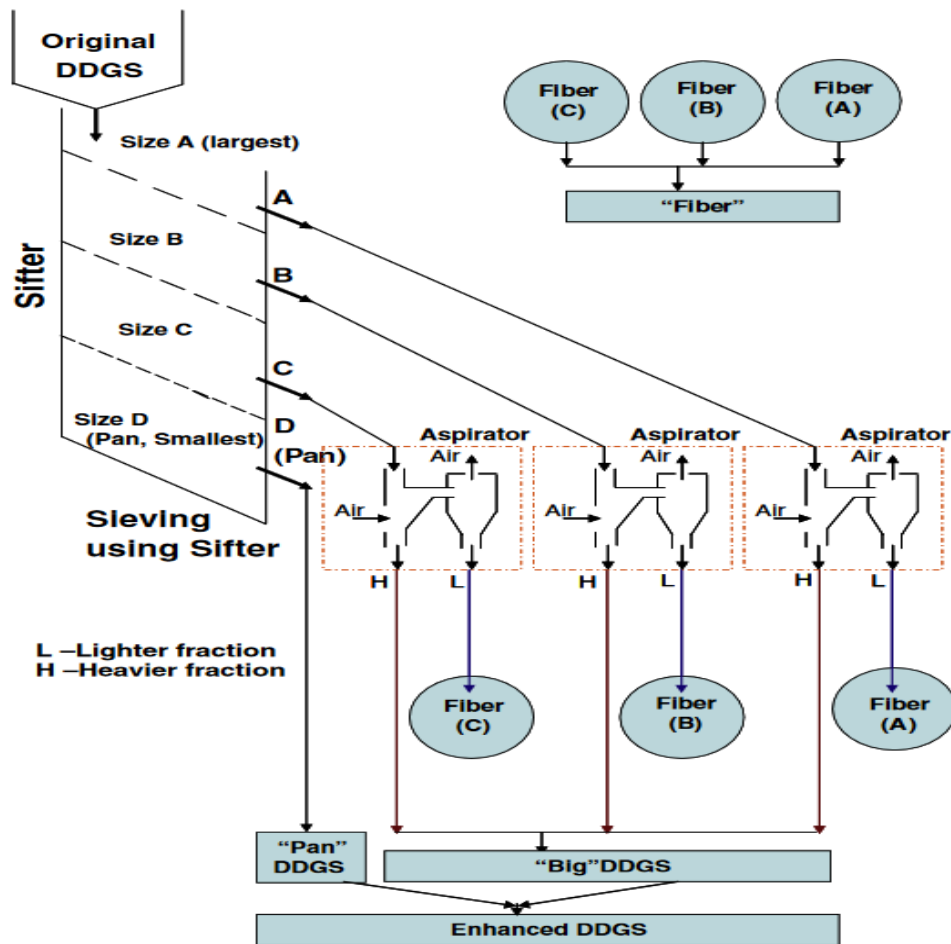 Original
DDGS
Fiber
(C)
Fiber
(B)
Fiber
(A)
"Fiber"
Size A (largest)
A
Size B
B
Sifter
Size C
C
Size D
(Pan, Smallest)
D
(Pan)
Sieving
using Sifter
Aspirator
Aspirator
Aspirator
Air
Air
Air
Air
Air
Air
H
L
H
L
H
L
L –Lighter fraction
H –Heavier fraction
Fiber
(C)
Fiber
(B)
Fiber
(A)
“Pan”
DDGS
“Big”DDGS
Enhanced DDGS